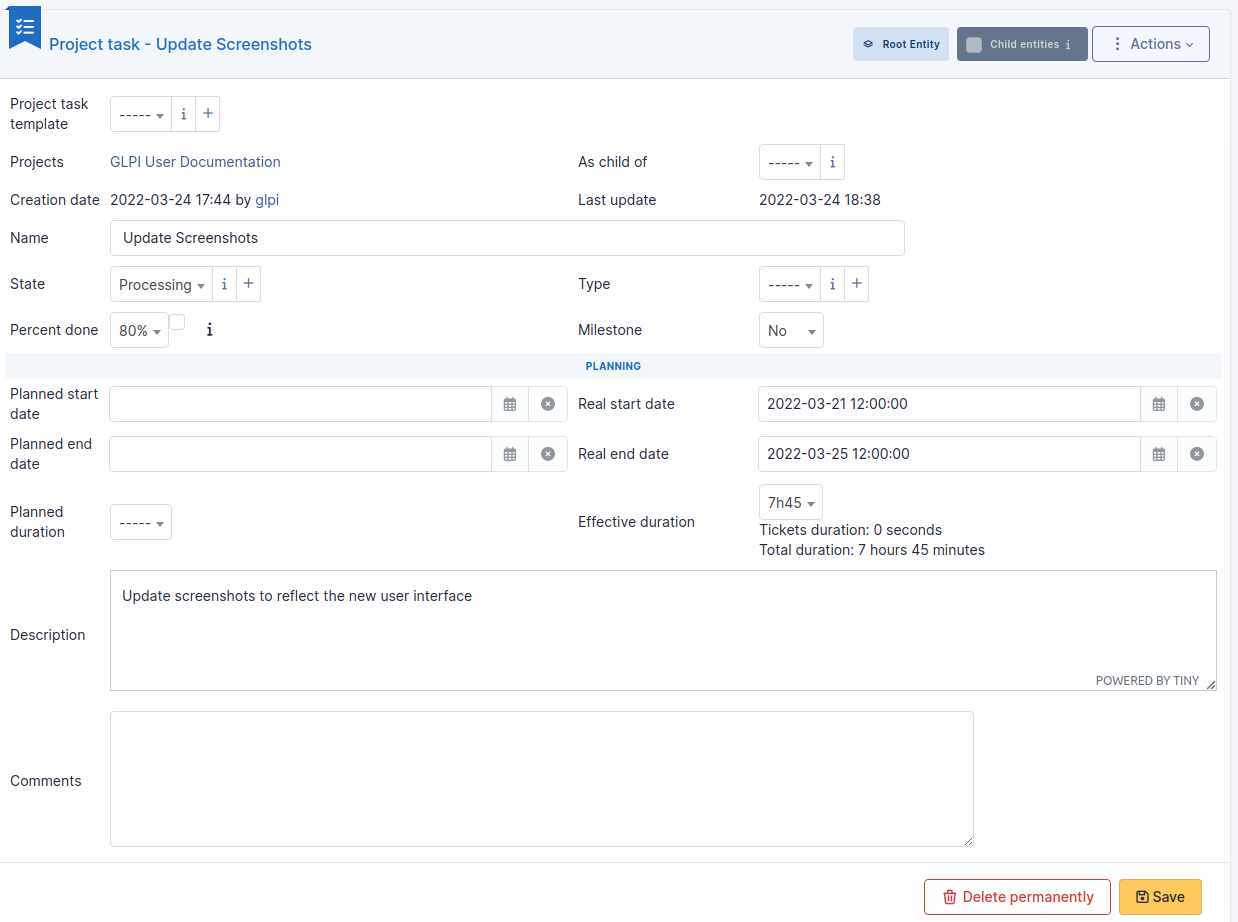 Project task - Update Screenshots
Root Entity
Child entities i
Actions
Project task
template
----- i +
Projects
GLPI User Documentation
As child of
----- i
Creation date
2022-03-24 17:44 by glpi
Last update
2022-03-24 18:38
Name
Update Screenshots
State
Processing i +
Type
----- i +
Percent done
80% i
Milestone
No
PLANNING
Planned start
date
Real start date
2022-03-21 12:00:00
Planned end
date
Real end date
2022-03-25 12:00:00
Planned
duration
-----
Effective duration
7h45
Tickets duration: 0 seconds
Total duration: 7 hours 45 minutes
Description
Update screenshots to reflect the new user interface
POWERED BY TINY
Comments
Delete permanently
Save